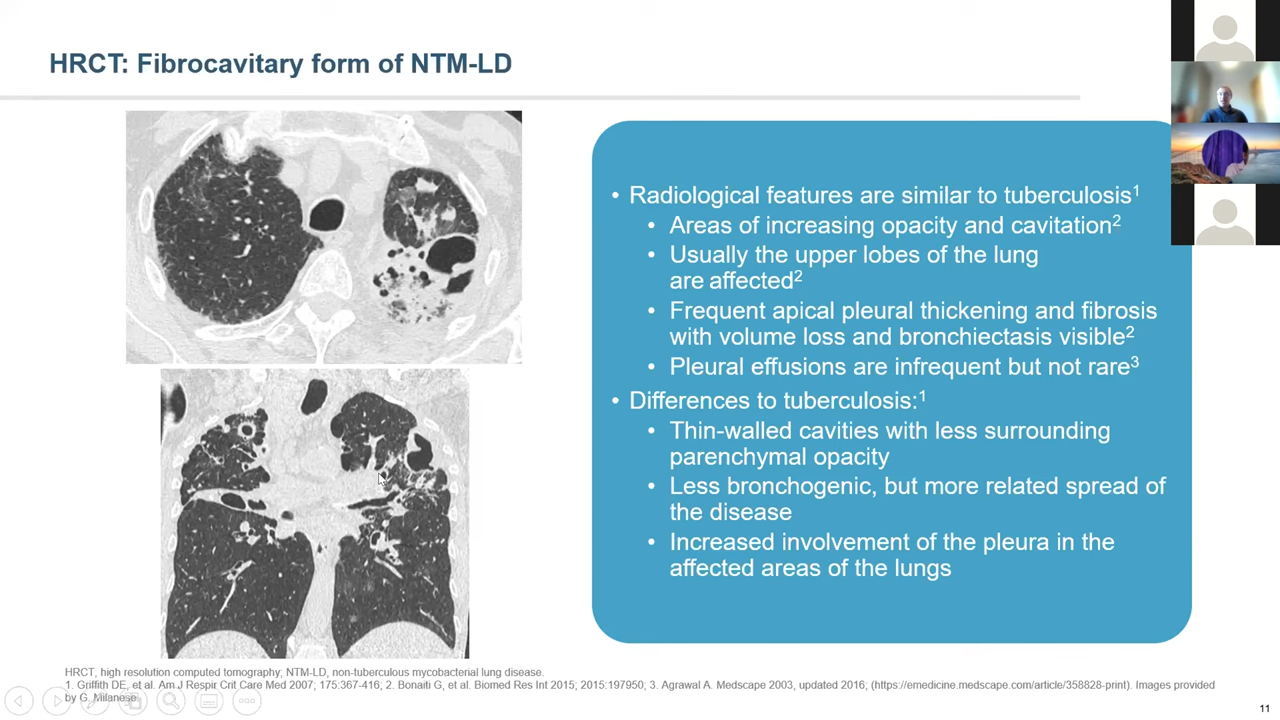 HRCT: Fibrocavitary form of NTM-LD
• Radiological features are similar to tuberculosis1
• Areas of increasing opacity and cavitation2
• Usually the upper lobes of the lung
are affected2
• Frequent apical pleural thickening and fibrosis
with volume loss and bronchiectasis visible2
• Pleural effusions are infrequent but not rare3
• Differences to tuberculosis:1
• Thin-walled cavities with less surrounding
parenchymal opacity
• Less bronchogenic, but more related spread of
the disease
• Increased involvement of the pleura in the
affected areas of the lungs
HRCT, high resolution computed tomography; NTM-LD, non-tuberculous mycobacterial lung disease.
1. Griffith DE, et al. Am J Respir Crit Care Med 2007; 175:367-416; 2. Bonaiti G, et al. Biomed Res Int 2015; 2015:197950; 3. Agrawal A. Medscape 2003, updated 2016; (https://emedicine.medscape.com/article/358828-print). Images provided
by G. Milanese.
11